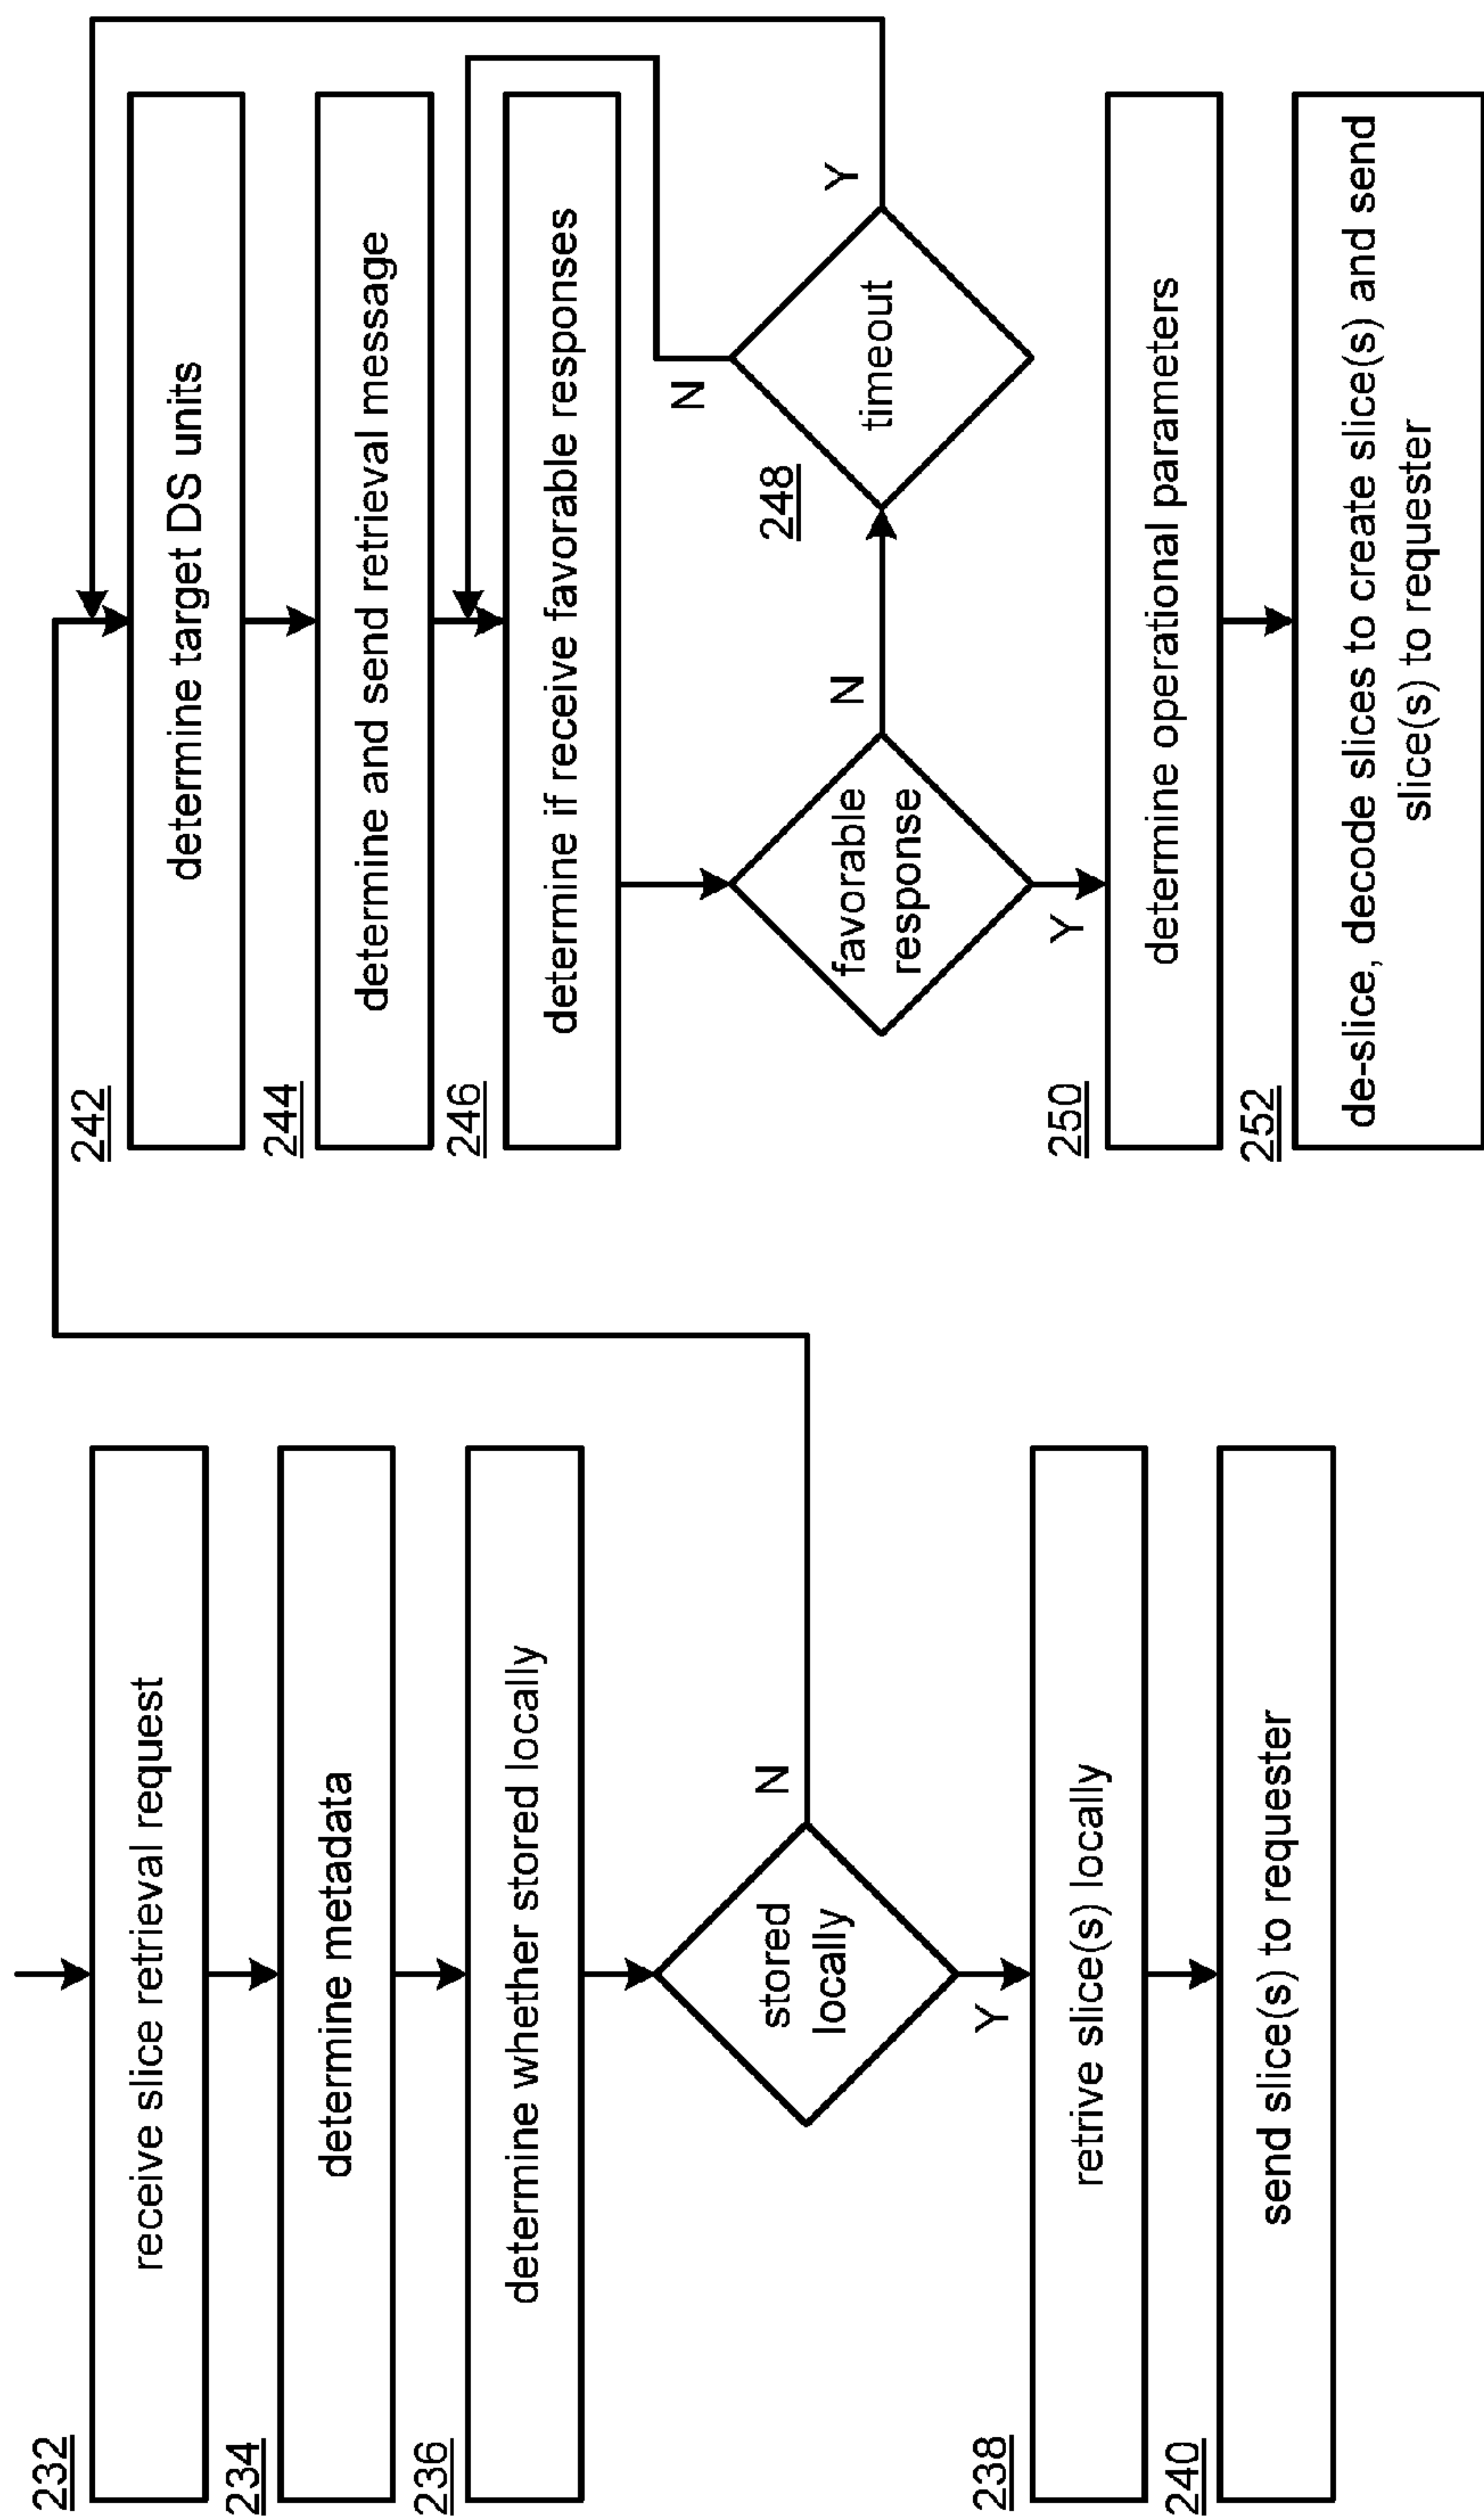 232
receive slice retrieval request
234
determine metadata
236
determine whether stored locally
stored
locally
N
Y
238
retrive slice(s) locally
240
send slice(s) to requester
242
determine target DS units
244
determine and send retrieval message
246
determine if receive favorable responses
favorable
response
N
Y
248
timeout
N
Y
250
determine operational parameters
252
de-slice, decode slices to create slice(s) and send
slice(s) to requester